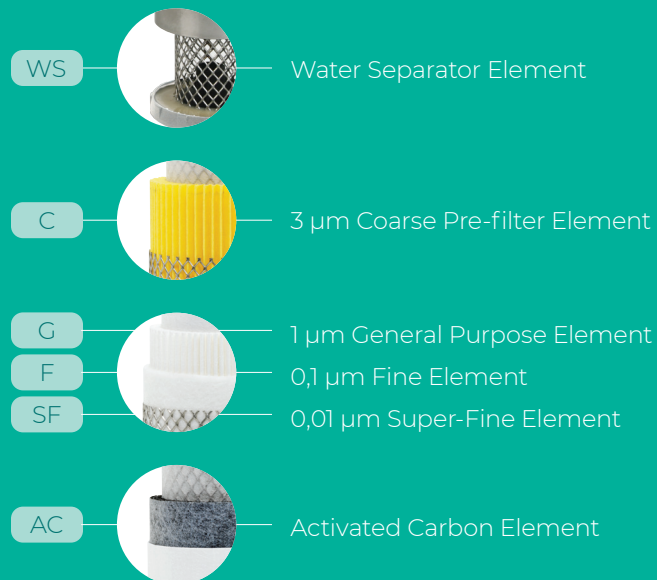 WS
Water Separator Element
C
3 µm Coarse Pre-filter Element
G
1 µm General Purpose Element
F
0,1 µm Fine Element
SF
0,01 µm Super-Fine Element
AC
Activated Carbon Element